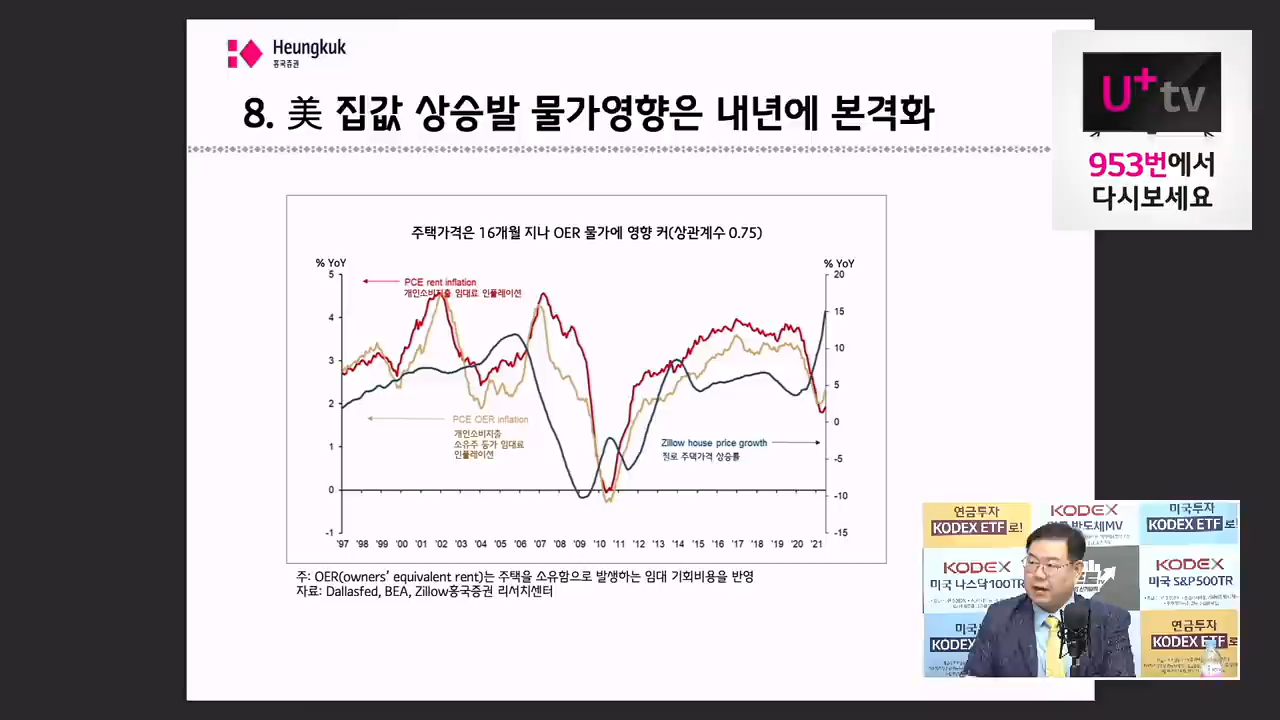 Heungkuk
흥국증권
8. 美 집값 상승발 물가영향은 내년에 본격화
주택가격은 16개월 지나 OER 물가에 영향 커(상관계수 0.75)
% YoY
% YoY
5
4
3
2
1
0
-1
20
15
10
5
0
-5
-10
-15
PCE rent inflation
개인소비지출 임대료 인플레이션
PCE OER inflation
개인소비지출
소유주 등가 임대료
인플레이션
Zillow house price growth
질로 주택가격 상승률
'97 '98 '99 '00 '01 '02 '03 '04 '05 '06 '07 '08 '09 '10 '11 '12 '13 '14 '15 '16 '17 '18 '19 '20 '21
주: OER(owners' equivalent rent)는 주택을 소유함으로 발생하는 임대 기회비용을 반영
자료: Dallasfed, BEA, Zillow흥국증권 리서치센터
U+tv
953번에서
다시보세요
연금투자
KODEX ETF로!
KODEX
반도체MV
미국투자
KODEX ETF로!
KODEX
미국 나스닥100TR
KODEX
미국 S&P500TR
미국
KODEX
연금투자
KODEX ETF로!